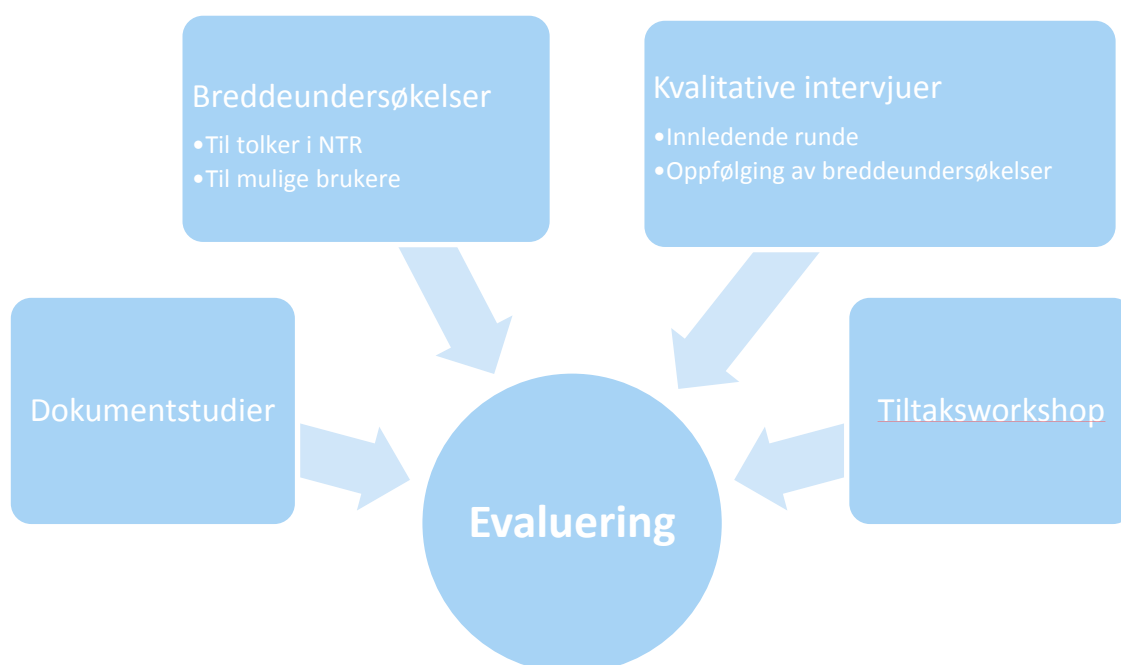 Breddeundersøkelser
•Til tolker i NTR
•Til mulige brukere
Kvalitative intervjuer
•Innledende runde
•Oppfølging av breddeundersøkelser
Dokumentstudier
Tiltaksworkshop
Evaluering